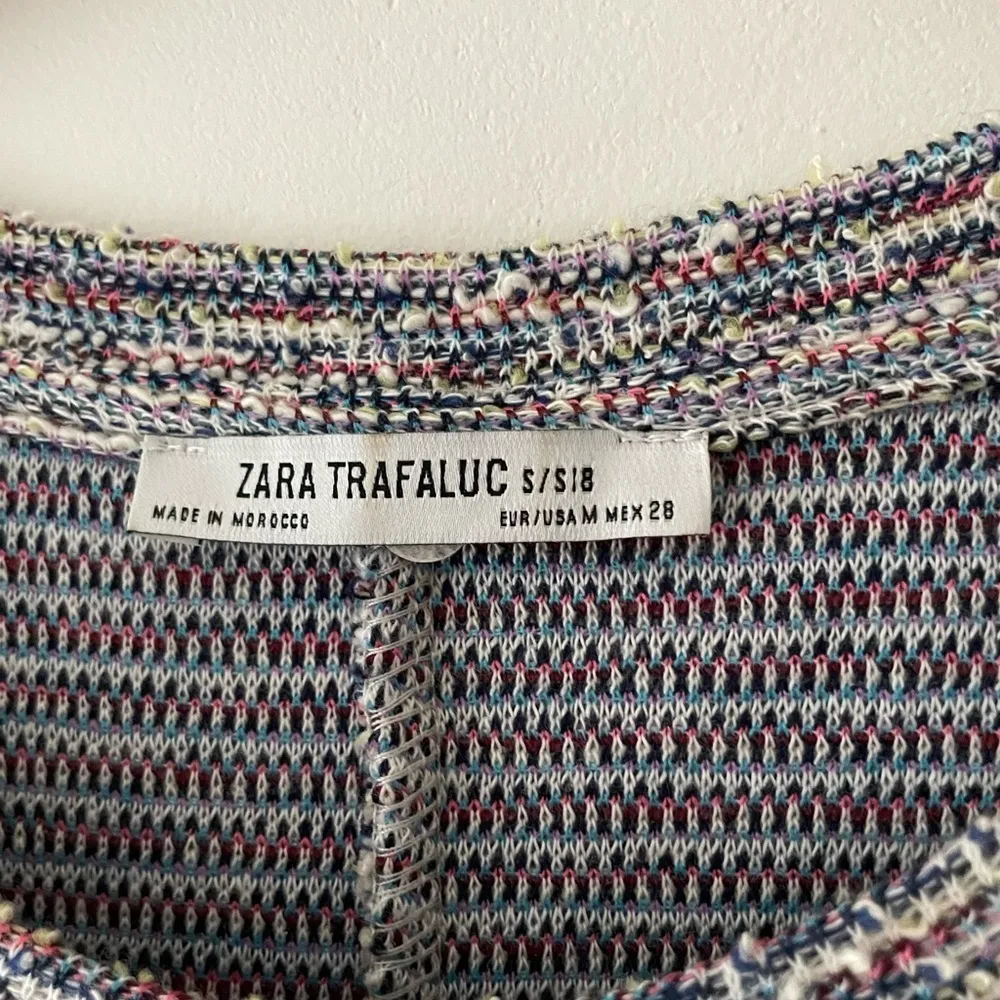 ZARA TRAFALUC S/S18
MADE IN MOROCCO EUR/USA M MEX 28